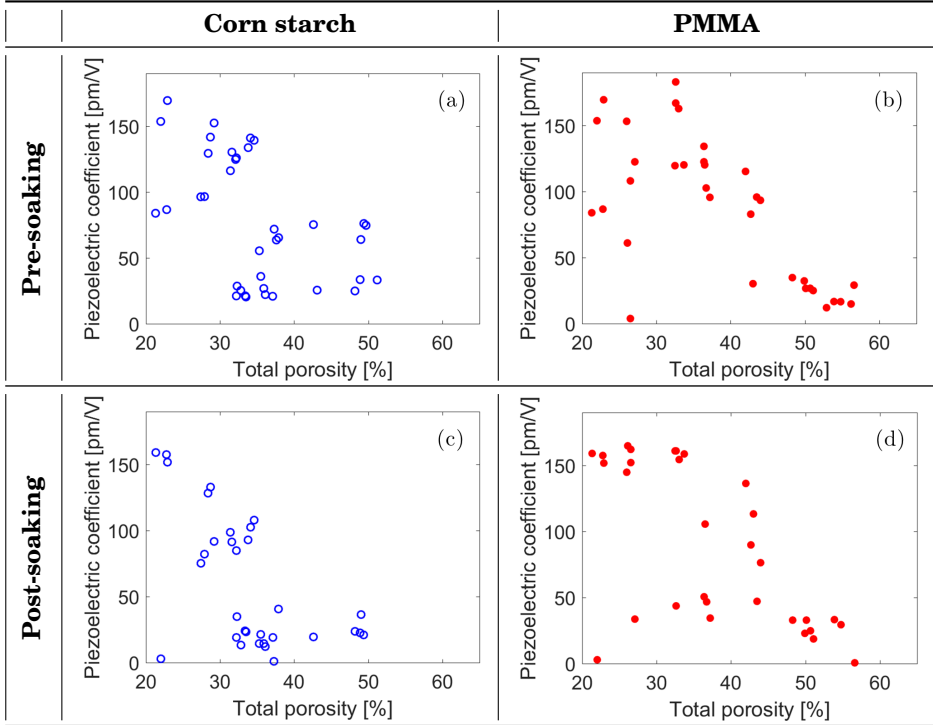 Corn starch
PMMA
Pre-soaking
Piezoelectric coefficient [pm/V]
150
100
50
0
(a)
20 30 40 50 60
Total porosity [%]
Piezoelectric coefficient [pm/V]
150
100
50
0
(b)
20 30 40 50 60
Total porosity [%]
Post-soaking
Piezoelectric coefficient [pm/V]
150
100
50
0
(c)
20 30 40 50 60
Total porosity [%]
Piezoelectric coefficient [pm/V]
150
100
50
0
(d)
20 30 40 50 60
Total porosity [%]